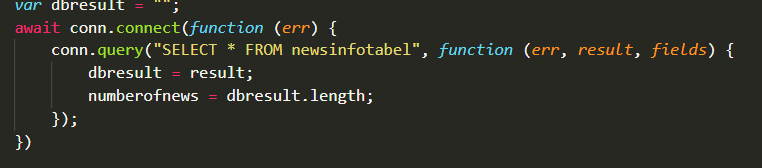 var dbresult = "";
await conn.connect(function (err) {
conn.query("SELECT * FROM newsinfotabel", function (err, result, fields) {
dbresult = result;
numberofnews = dbresult.length;
});
})